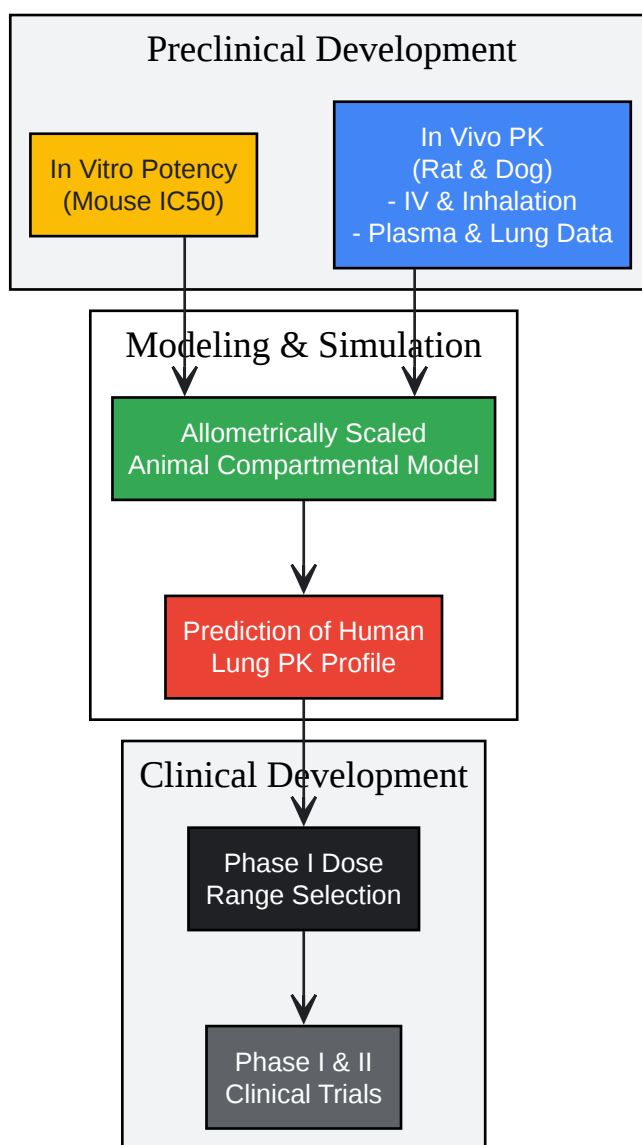 Preclinical Development
In Vitro Potency
(Mouse IC50)
In Vivo PK
(Rat & Dog)
- IV & Inhalation
- Plasma & Lung Data
Modeling & Simulation
Allometrically Scaled
Animal Compartmental Model
Prediction of Human
Lung PK Profile
Clinical Development
Phase I Dose
Range Selection
Phase I & II
Clinical Trials